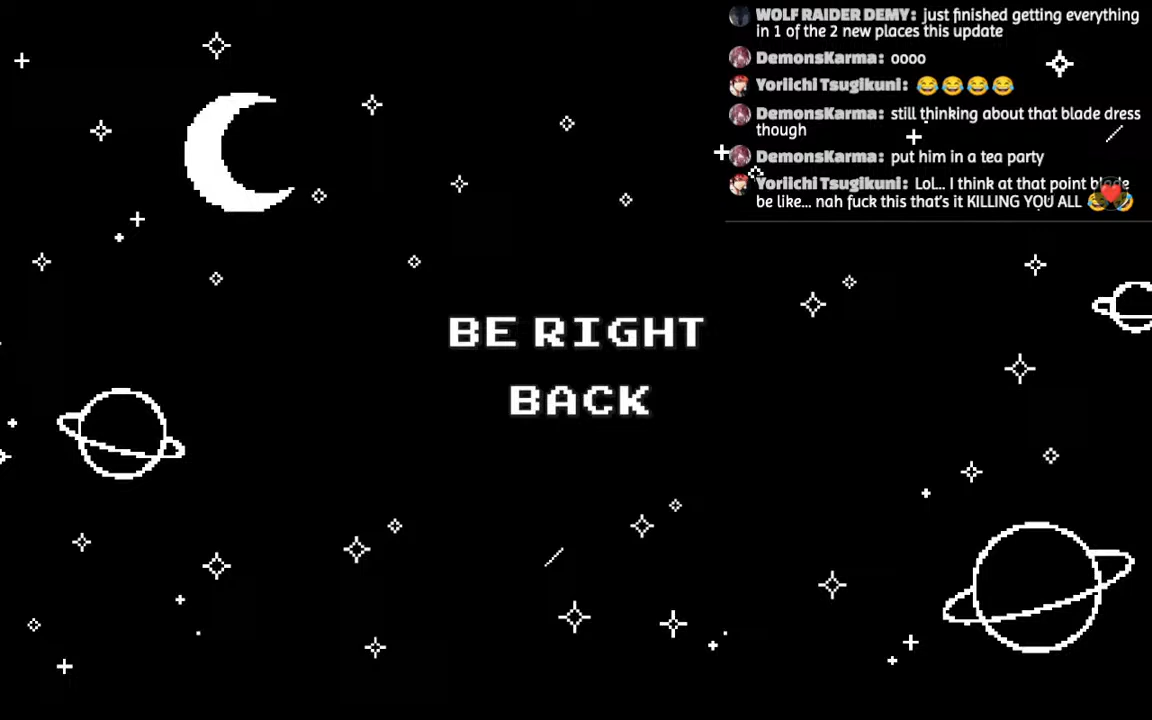 WOLF RAIDER DEMY: just finished getting everything
in 1 of the 2 new places this update
DemonsKarma: oooo
Yoriichi Tsugikuni: 😂😂😂😂
DemonsKarma: still thinking about that blade dress
though
DemonsKarma: put him in a tea party
Yoriichi Tsugikuni: LoL.. I think at that point blade
be like... nah fuck this that's it KILLING YOU ALL 😂🤣
BE RIGHT
BACK